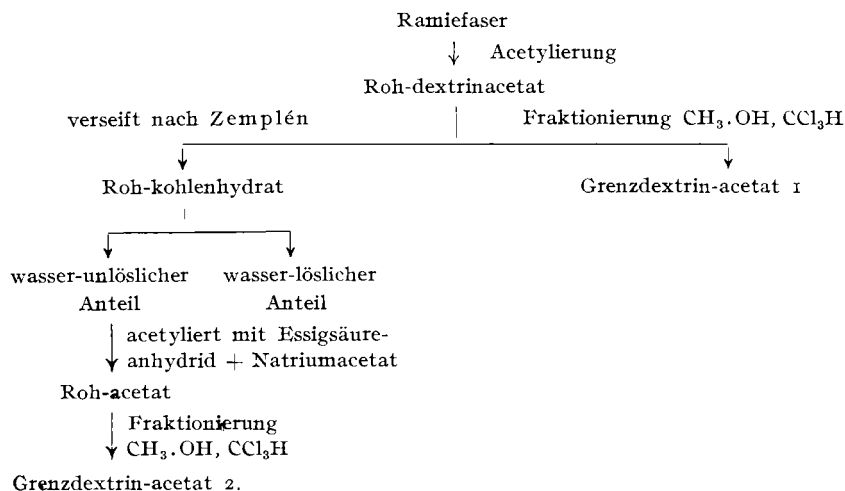 Ramiefaser
Acetylierung
Roh-dextrinacetat
verseift nach Zemplén
Fraktionierung CH₃.OH, CCl₃H
Roh-kohlenhydrat
Grenzdextrin-acetat 1
wasser-unlöslicher
Anteil
wasser-löslicher
Anteil
acetyliert mit Essigsäure-
anhydrid + Natriumacetat
Roh-acetat
Fraktionierung
CH₃.OH, CCl₃H
Grenzdextrin-acetat 2.